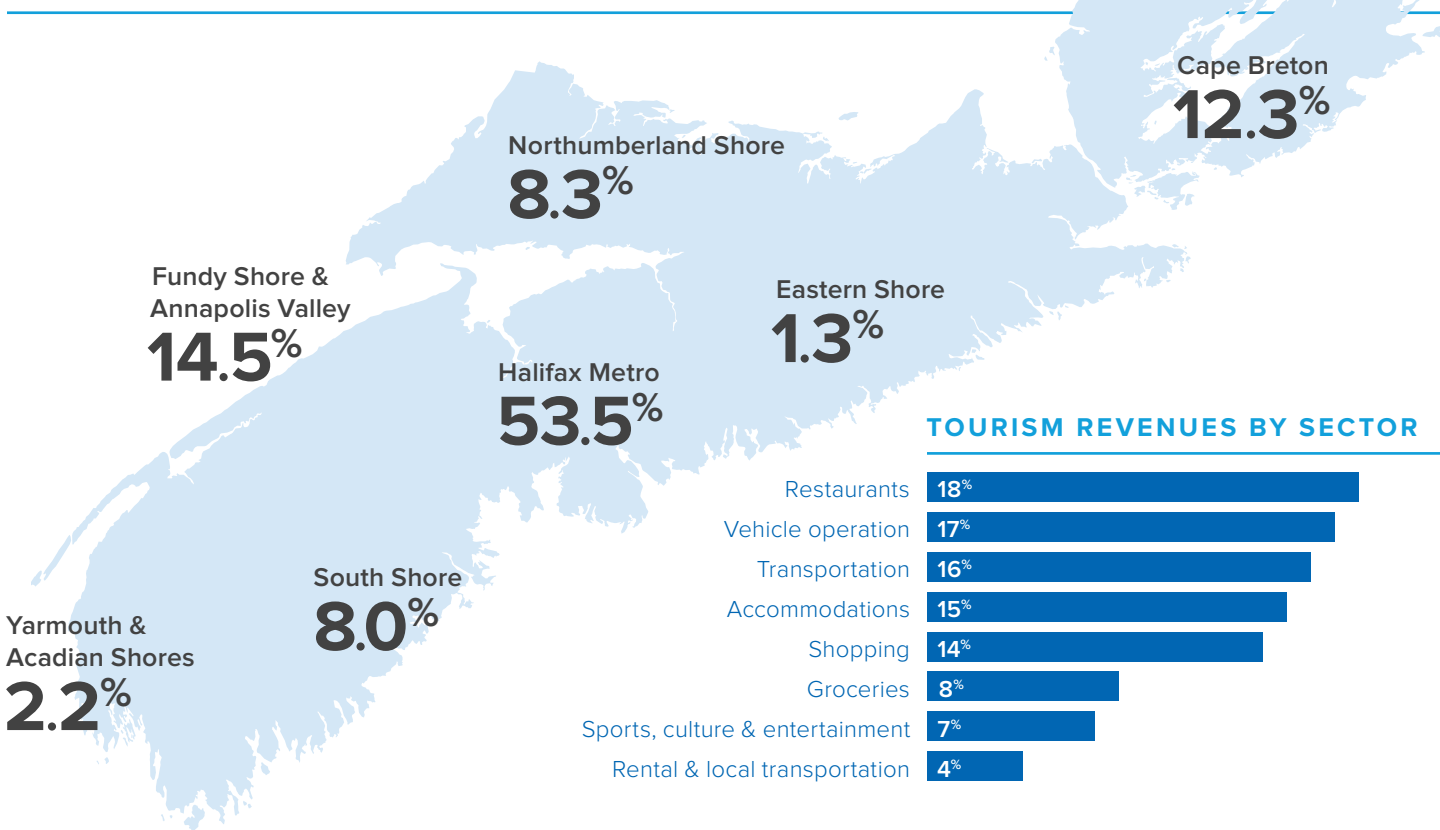 Cape Breton
12.3%
Northumberland Shore
8.3%
Fundy Shore &
Annapolis Valley
14.5%
Eastern Shore
1.3%
Halifax Metro
53.5%
South Shore
8.0%
Yarmouth &
Acadian Shores
2.2%
TOURISM REVENUES BY SECTOR
Restaurants 18%
Vehicle operation 17%
Transportation 16%
Accommodations 15%
Shopping 14%
Groceries 8%
Sports, culture & entertainment 7%
Rental & local transportation 4%